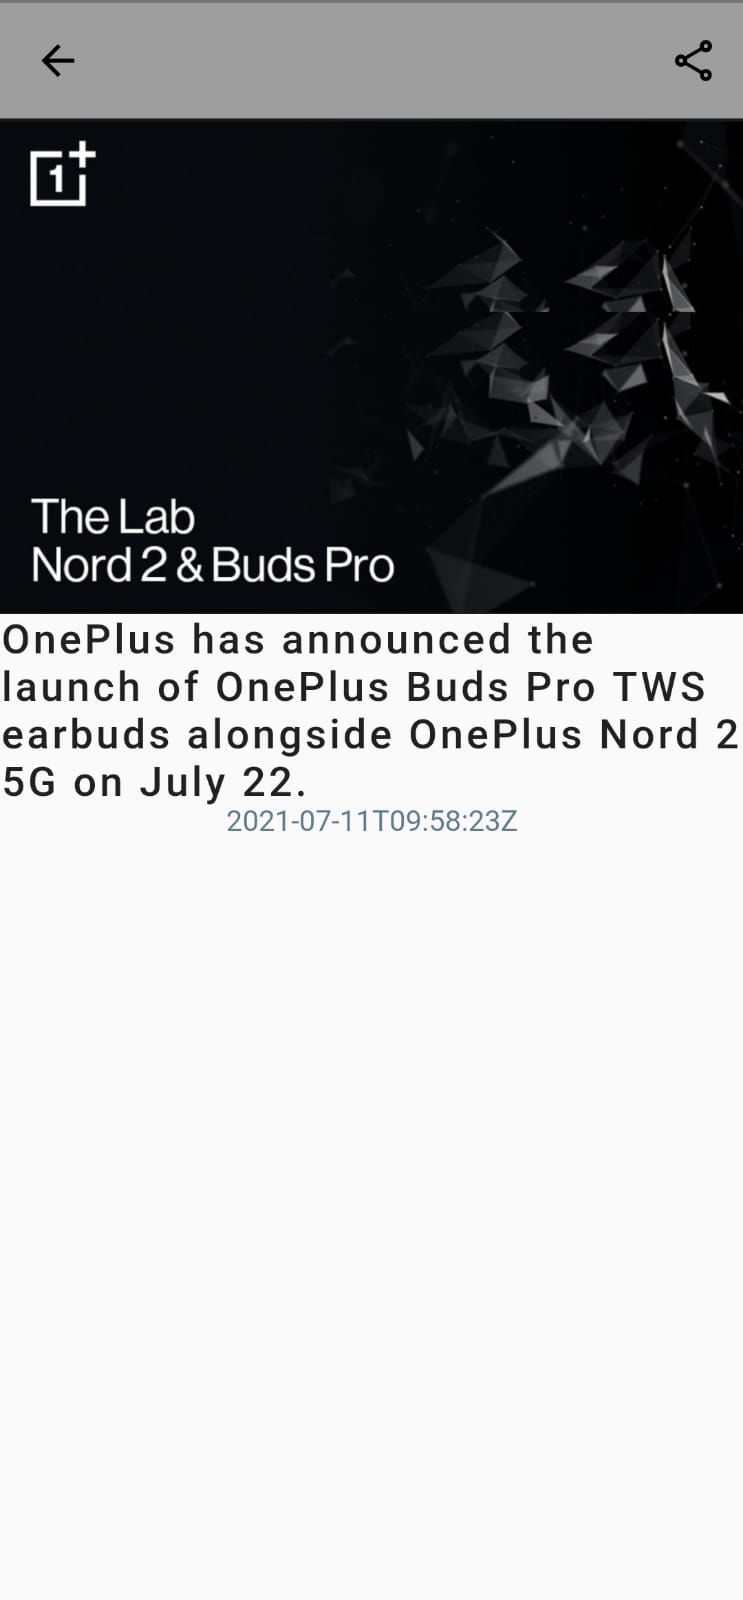 1+
The Lab
Nord 2 & Buds Pro
OnePlus has announced the
launch of OnePlus Buds Pro TWS
earbuds alongside OnePlus Nord 2
5G on July 22.
2021-07-11T09:58:23Z